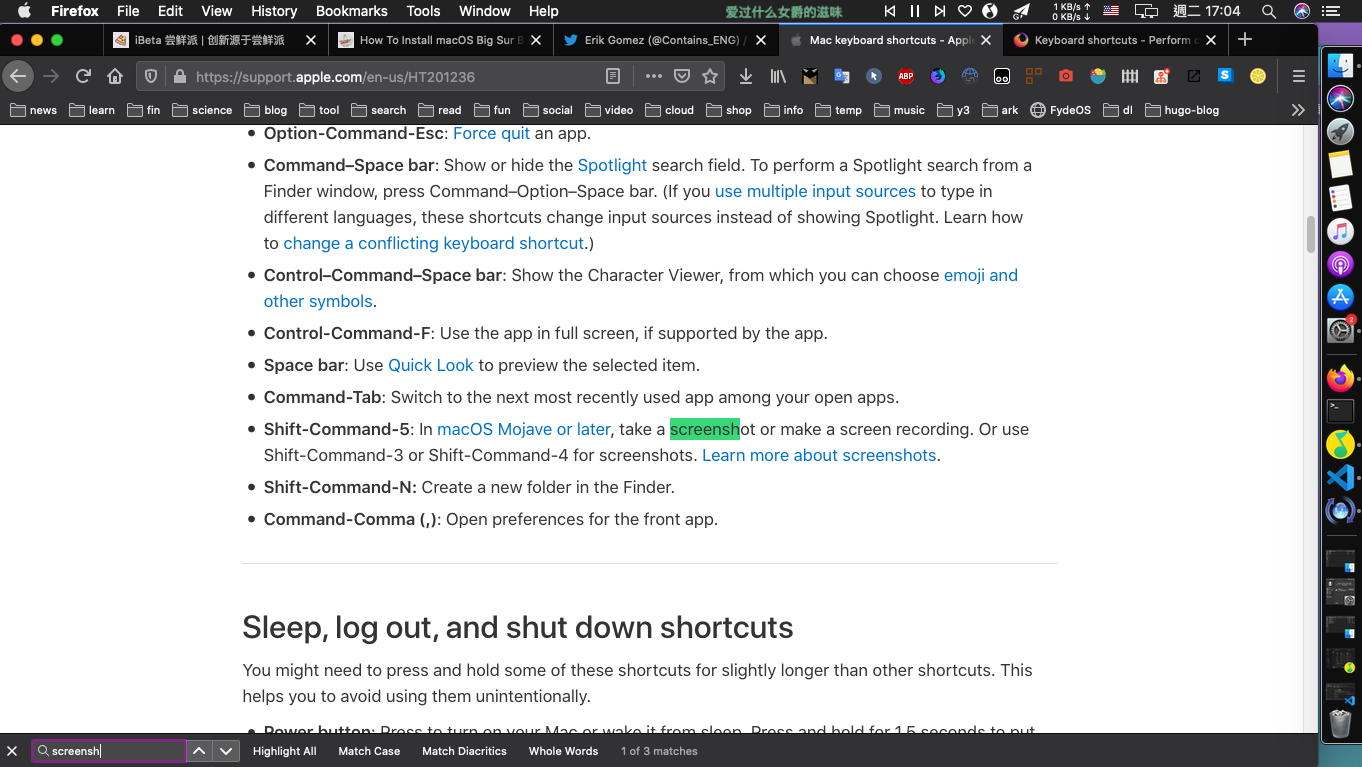 Firefox File Edit View History Bookmarks Tools Window Help 爱过什么女爵的滋味 1 KB/s ↑ 0 KB/s ↓ 週二 17:04
iBeta 尝鲜派 | 创新源于尝鲜派
How To Install macOS Big Sur B
Erik Gomez (@Contains_ENG) /
Mac keyboard shortcuts - Apple
Keyboard shortcuts - Perform c
https://support.apple.com/en-us/HT201236
ABP
S
news learn fin science blog tool search read fun social video cloud shop info temp music y3 ark FydeOS dl hugo-blog
• Option-Command-Esc: Force quit an app.
• Command–Space bar: Show or hide the Spotlight search field. To perform a Spotlight search from a
Finder window, press Command–Option–Space bar. (If you use multiple input sources to type in
different languages, these shortcuts change input sources instead of showing Spotlight. Learn how
to change a conflicting keyboard shortcut.)
• Control–Command–Space bar: Show the Character Viewer, from which you can choose emoji and
other symbols.
• Control-Command-F: Use the app in full screen, if supported by the app.
• Space bar: Use Quick Look to preview the selected item.
• Command-Tab: Switch to the next most recently used app among your open apps.
• Shift-Command-5: In macOS Mojave or later, take a screenshot or make a screen recording. Or use
Shift-Command-3 or Shift-Command-4 for screenshots. Learn more about screenshots.
• Shift-Command-N: Create a new folder in the Finder.
• Command-Comma (,): Open preferences for the front app.
Sleep, log out, and shut down shortcuts
You might need to press and hold some of these shortcuts for slightly longer than other shortcuts. This
helps you to avoid using them unintentionally.
• Power button: Press to turn on your Mac or wake it from sleep. Press and hold for 1.5 seconds to put
screensh Highlight All Match Case Match Diacritics Whole Words 1 of 3 matches
2